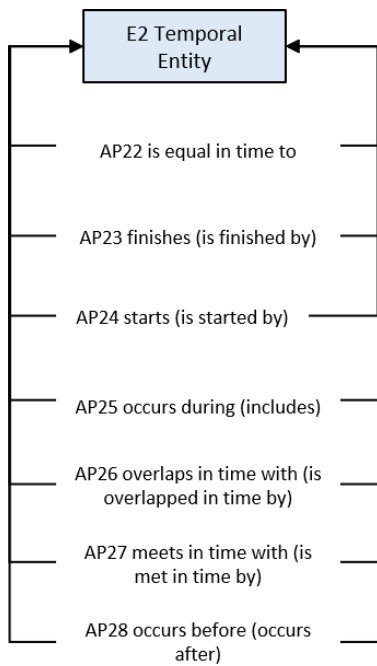 E2 Temporal
Entity
AP22 is equal in time to
AP23 finishes (is finished by)
AP24 starts (is started by)
AP25 occurs during (includes)
AP26 overlaps in time with (is
overlapped in time by)
AP27 meets in time with (is
met in time by)
AP28 occurs before (occurs
after)